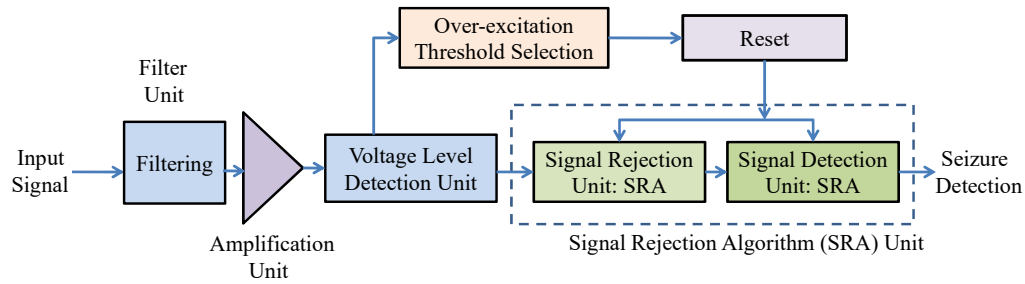 Over-excitation
Threshold Selection
Reset
Filter
Unit
Input
Signal
Filtering
Voltage Level
Detection Unit
Signal Rejection
Unit: SRA
Signal Detection
Unit: SRA
Seizure
Detection
Amplification
Unit
Signal Rejection Algorithm (SRA) Unit